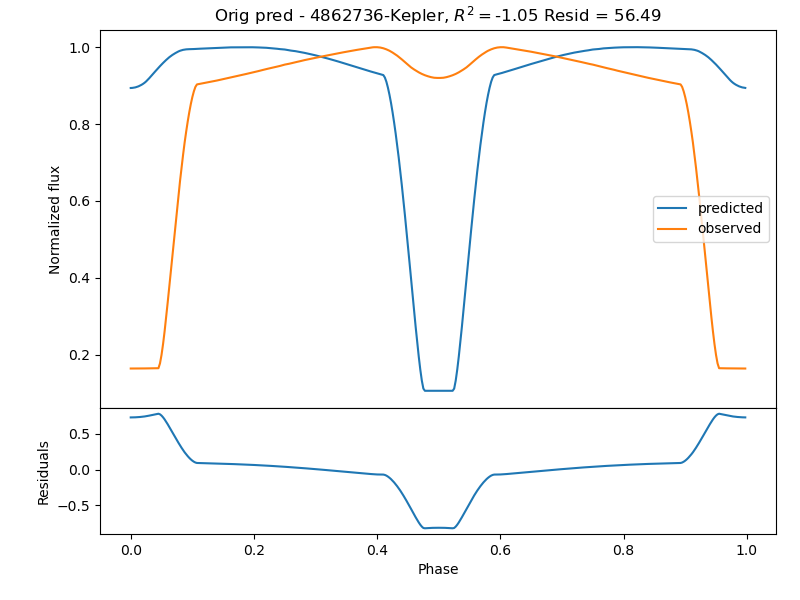 Orig pred - 4862736-Kepler, R² = -1.05 Resid = 56.49
Normalized flux
1.0
0.8
0.6
0.4
0.2
predicted
observed
Residuals
0.5
0.0
−0.5
0.0 0.2 0.4 0.6 0.8 1.0
Phase